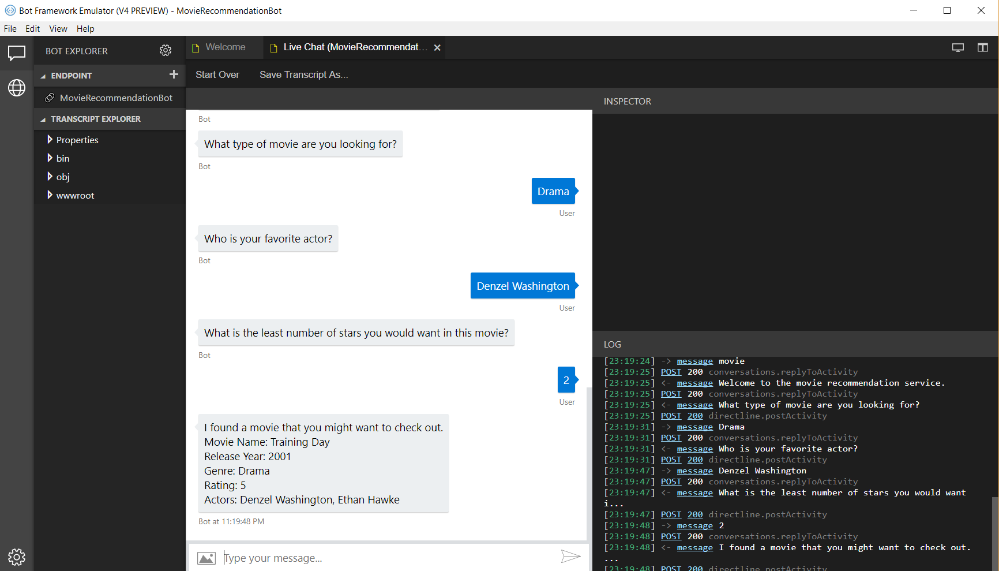 Bot Framework Emulator (V4 PREVIEW) - MovieRecommendationBot
File Edit View Help
BOT EXPLORER
ENDPOINT
MovieRecommendationBot
TRANSCRIPT EXPLORER
Properties
bin
obj
wwwroot
Welcome
Live Chat (MovieRecommendat...
Start Over
Save Transcript As...
Bot
What type of movie are you looking for?
Bot
Drama
User
Who is your favorite actor?
Bot
Denzel Washington
User
What is the least number of stars you would want in this movie?
Bot
2
User
I found a movie that you might want to check out.
Movie Name: Training Day
Release Year: 2001
Genre: Drama
Rating: 5
Actors: Denzel Washington, Ethan Hawke
Bot at 11:19:48 PM
Type your message...
INSPECTOR
LOG
[23:19:24] -> message movie
[23:19:25] POST 200 conversations.replyToActivity
[23:19:25] <- message Welcome to the movie recommendation service.
[23:19:25] POST 200 conversations.replyToActivity
[23:19:25] <- message What type of movie are you looking for?
[23:19:25] POST 200 directline.postActivity
[23:19:31] -> message Drama
[23:19:31] POST 200 conversations.replyToActivity
[23:19:31] <- message Who is your favorite actor?
[23:19:31] POST 200 directline.postActivity
[23:19:47] -> message Denzel Washington
[23:19:47] POST 200 conversations.replyToActivity
[23:19:47] <- message What is the least number of stars you would want
i...
[23:19:47] POST 200 directline.postActivity
[23:19:48] -> message 2
[23:19:48] POST 200 conversations.replyToActivity
[23:19:48] <- message I found a movie that you might want to check out.
...
[23:19:48] POST 200 directline.postActivity